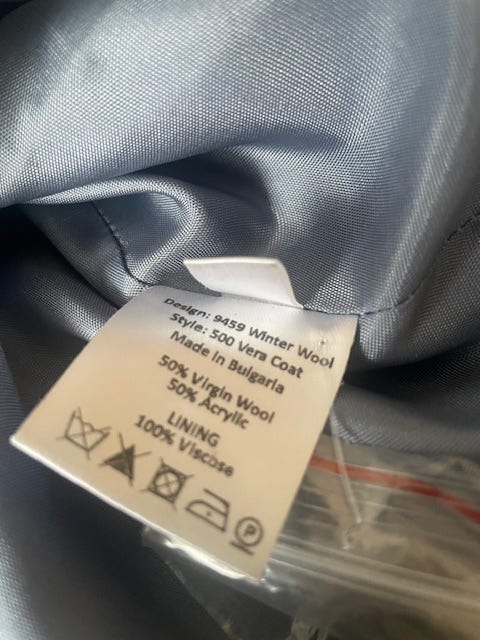 Design: 9459 Winter Wool
Style: 500 Vera Coat
Made in Bulgaria
50% Virgin Wool
50% Acrylic
LINING
100% Viscose
P